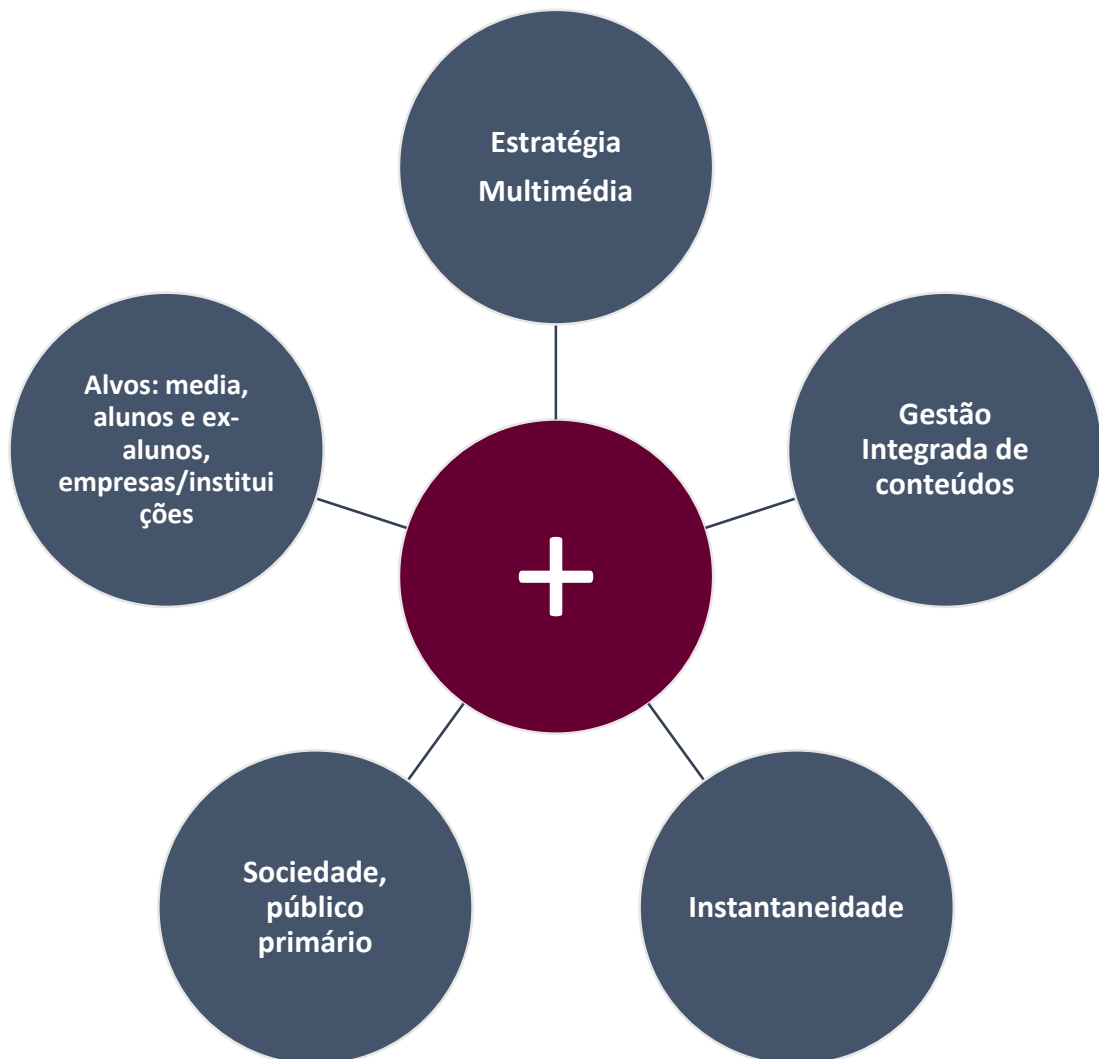 Estratégia
Multimédia
Gestão
Integrada de
conteúdos
Instantaneidade
Sociedade,
público
primário
Alvos: media,
alunos e ex-
alunos,
empresas/institui
ções
+